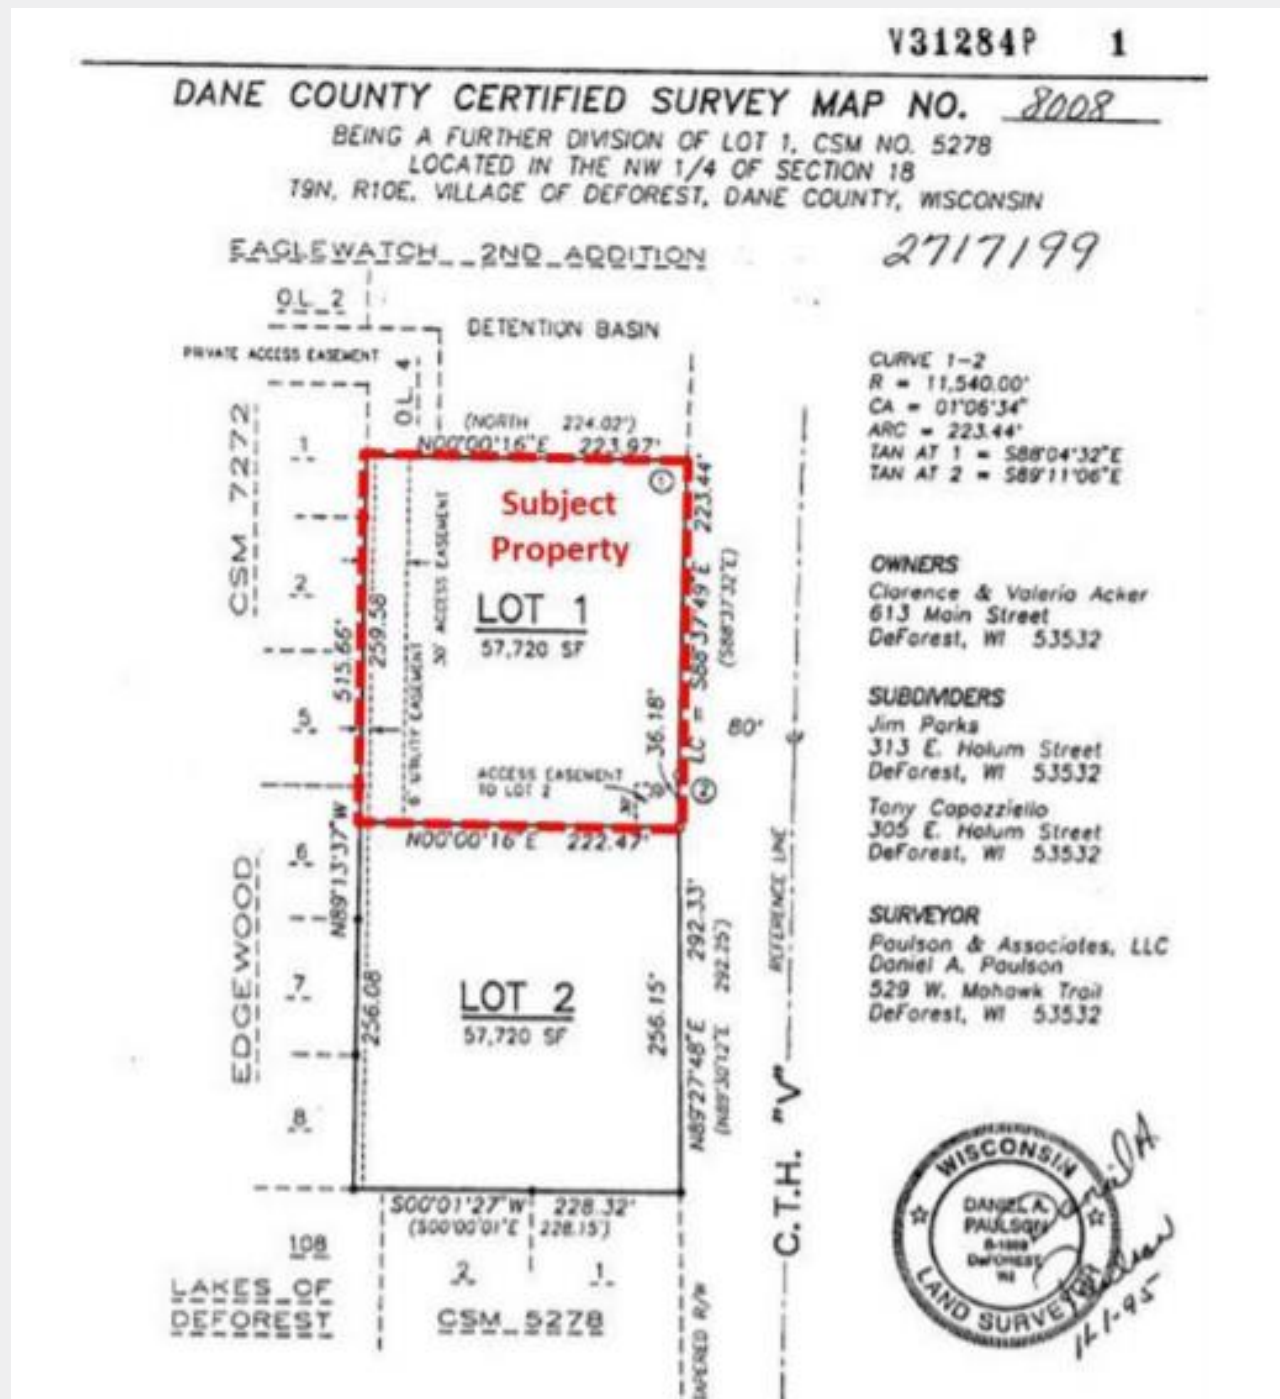 V31284P 1
DANE COUNTY CERTIFIED SURVEY MAP NO. 8008
BEING A FURTHER DIVISION OF LOT 1, CSM NO. 5278
LOCATED IN THE NW 1/4 OF SECTION 18
T9N, R10E, VILLAGE OF DEFOREST, DANE COUNTY, WISCONSIN
2717199
EAGLEWATCH 2ND ADDITION
O.L. 2
DETENTION BASIN
PRIVATE ACCESS EASEMENT
O.L. 4
CSM 7272
(NORTH 224.02')
N00°00'16"E 223.97'
CURVE 1-2
R = 11,540.00'
CA = 01°06'34"
ARC = 223.44'
TAN AT 1 = S88°04'32"E
TAN AT 2 = S89°11'06"E
1
1
Subject
Property
LOT 1
57,720 SF
30' ACCESS EASEMENT
6' UTILITY EASEMENT
259.58
515.66'
N89°13'37"W
2
5
LC = S88°37'49"E 223.44'
(S88°37'32"E)
36.18'
80'
ACCESS EASEMENT
TO LOT 2
2
N00°00'16"E 222.47'
OWNERS
Clarence & Valeria Acker
613 Main Street
DeForest, WI 53532
SUBDIVIDERS
Jim Parks
313 E. Holum Street
DeForest, WI 53532
Tony Capozziello
305 E. Holum Street
DeForest, WI 53532
SURVEYOR
Paulson & Associates, LLC
Daniel A. Paulson
529 W. Mohawk Trail
DeForest, WI 53532
EDGEWOOD
6
7
8
256.08
LOT 2
57,720 SF
256.15'
N89°27'48"E 292.33'
(N89°30'12"E 292.25')
REFERENCE LINE
C.T.H. "V"
S00°01'27"W 228.32'
(S00°00'01"E 228.15')
108
LAKES OF
DEFOREST
2
1
CSM 5278
R/W
WISCONSIN
DANIEL A.
PAULSON
DeFOREST
WI
LAND SURVEYOR
Daniel A. Paulson
11-1-95